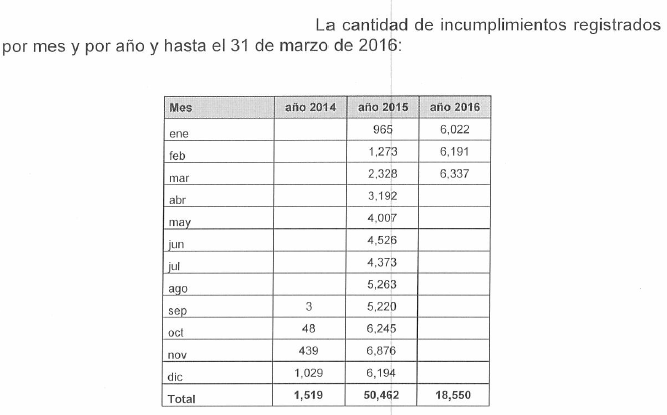 La cantidad de incumplimientos registrados
por mes y por año y hasta el 31 de marzo de 2016:
Mes año 2014 año 2015 año 2016
ene 965 6,022
feb 1,273 6,191
mar 2,328 6,337
abr 3,192
may 4,007
jun 4,526
jul 4,373
ago 5,263
sep 3 5,220
oct 48 6,245
nov 439 6,876
dic 1,029 6,194
Total 1,519 50,462 18,550